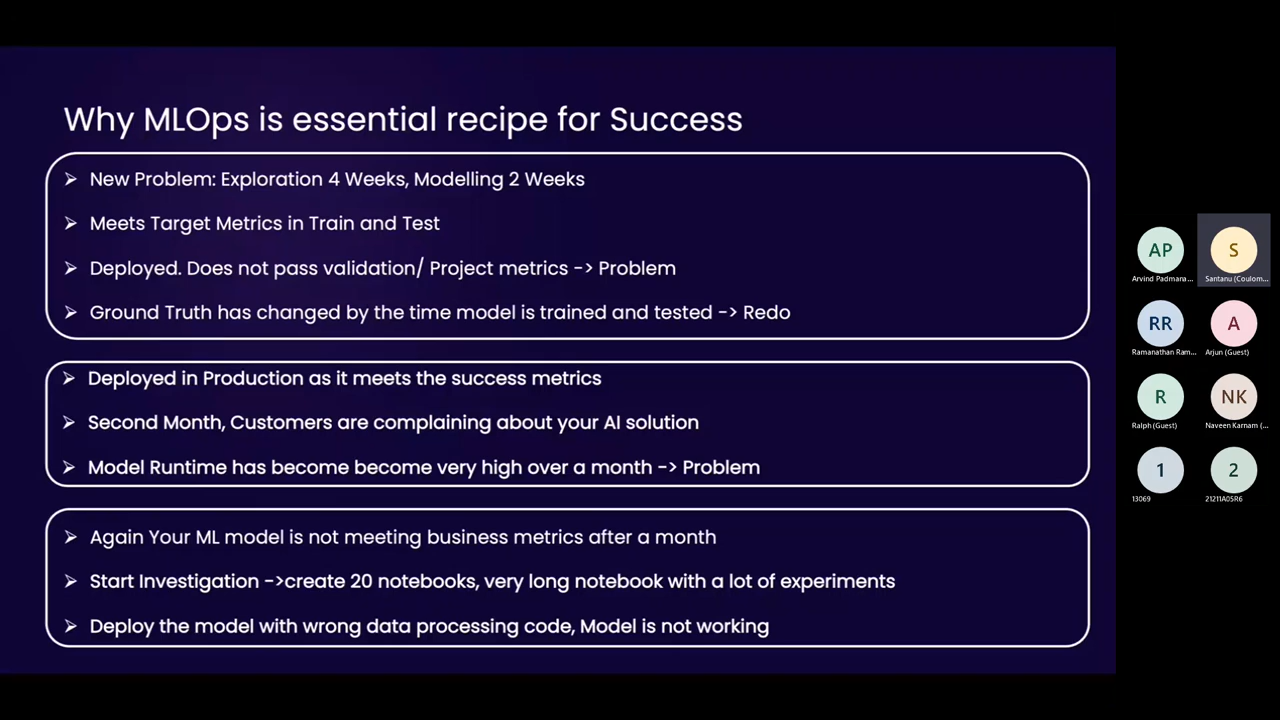 Why MLOps is essential recipe for Success
➢ New Problem: Exploration 4 Weeks, Modelling 2 Weeks
➢ Meets Target Metrics in Train and Test
➢ Deployed. Does not pass validation/ Project metrics -> Problem
➢ Ground Truth has changed by the time model is trained and tested -> Redo
➢ Deployed in Production as it meets the success metrics
➢ Second Month, Customers are complaining about your AI solution
➢ Model Runtime has become become very high over a month -> Problem
➢ Again Your ML model is not meeting business metrics after a month
➢ Start Investigation ->create 20 notebooks, very long notebook with a lot of experiments
➢ Deploy the model with wrong data processing code, Model is not working
AP
Arvind Padmana...
S
Santanu (Coulom...
RR
Ramanathan Ram...
A
Arjun (Guest)
R
Ralph (Guest)
NK
Naveen Karnam (...
1
13069
2
21211A05R6